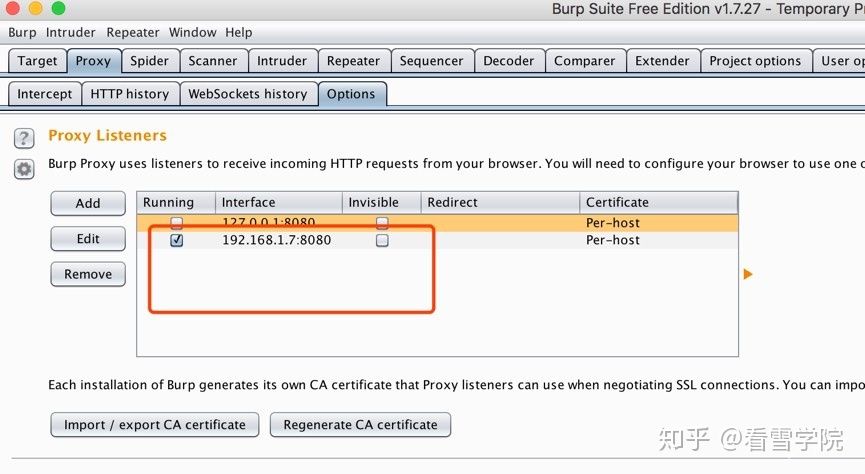 Burp Suite Free Edition v1.7.27 - Temporary P
Burp Intruder Repeater Window Help
Target Proxy Spider Scanner Intruder Repeater Sequencer Decoder Comparer Extender Project options User op
Intercept HTTP history WebSockets history Options
? Proxy Listeners
Burp Proxy uses listeners to receive incoming HTTP requests from your browser. You will need to configure your browser to use one o
Add Running Interface Invisible Redirect Certificate
127.0.0.1:8080 Per-host
Edit 192.168.1.7:8080 Per-host
Remove
Each installation of Burp generates its own CA certificate that Proxy listeners can use when negotiating SSL connections. You can impo
Import / export CA certificate Regenerate CA certificate
知乎 @看雪学院